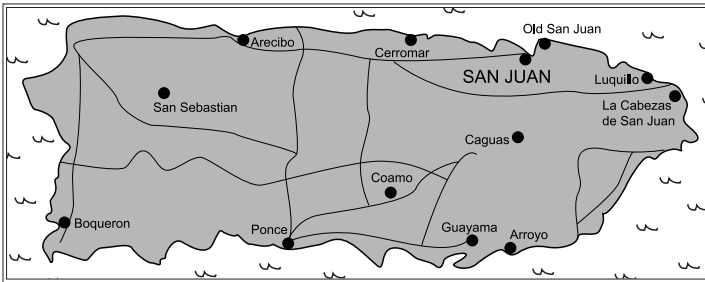 Old San Juan
Arecibo
Cerromar
SAN JUAN
Luquillo
San Sebastian
La Cabezas
de San Juan
Caguas
Coamo
Boqueron
Ponce
Guayama
Arroyo